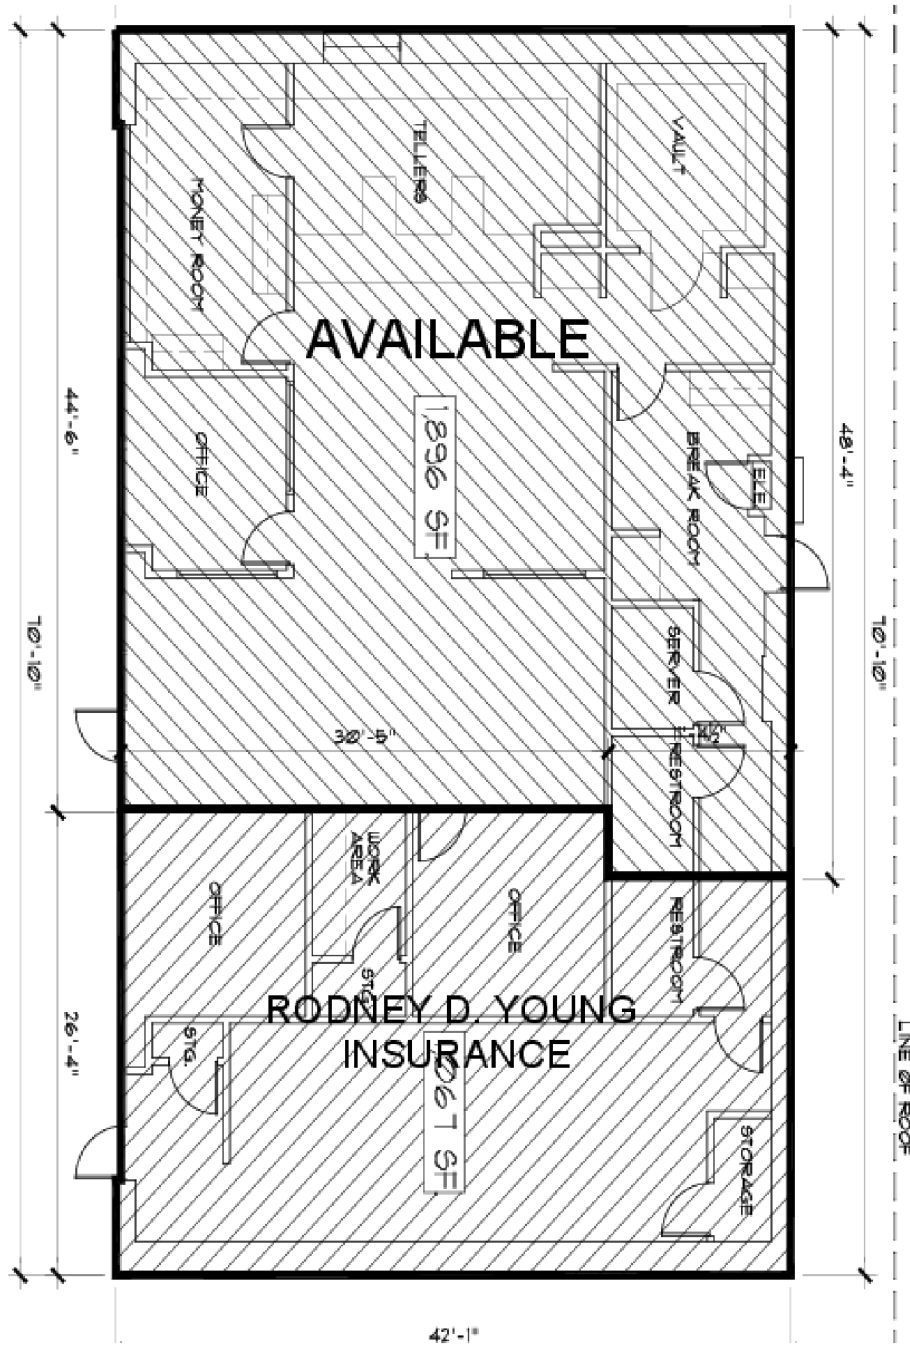 TELLERS
VAULT
MONEY ROOM
AVAILABLE
1,896 SF
44'-6"
48'-4"
OFFICE
BREAK ROOM
ELE.
70'-10"
70'-10"
SERVER
30'-5"
RESTROOM
WORK
AREA
OFFICE
OFFICE
RESTROOM
STG.
RODNEY D. YOUNG
INSURANCE
26'-4"
STG.
LINE OF ROOF
STORAGE
42'-1"